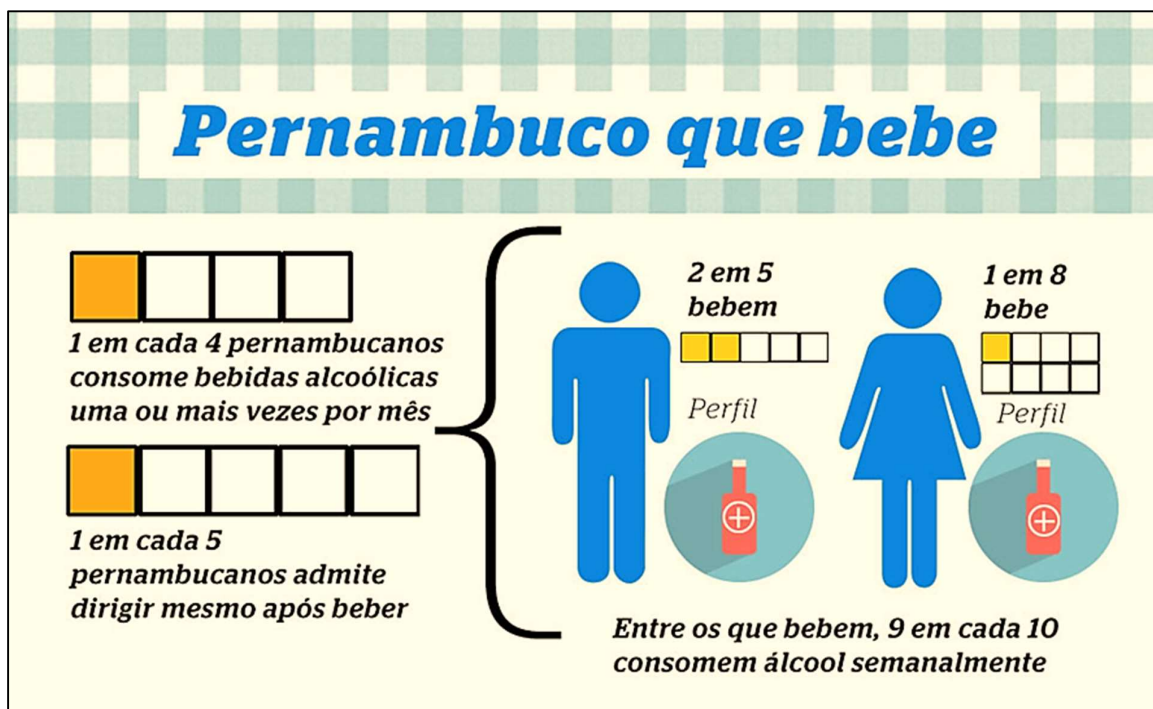 Pernambuco que bebe
1 em cada 4 pernambucanos
consome bebidas alcoólicas
uma ou mais vezes por mês
1 em cada 5
pernambucanos admite
dirigir mesmo após beber
2 em 5
bebem
Perfil
1 em 8
bebe
Perfil
Entre os que bebem, 9 em cada 10
consomem álcool semanalmente